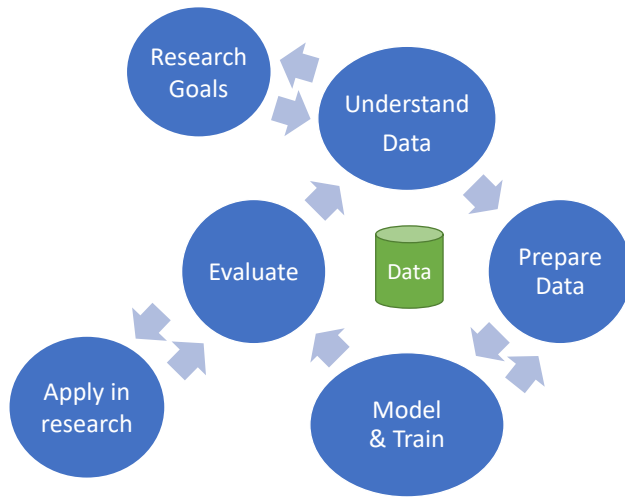 Research
Goals
Understand
Data
Evaluate
Data
Prepare
Data
Apply in
research
Model
& Train